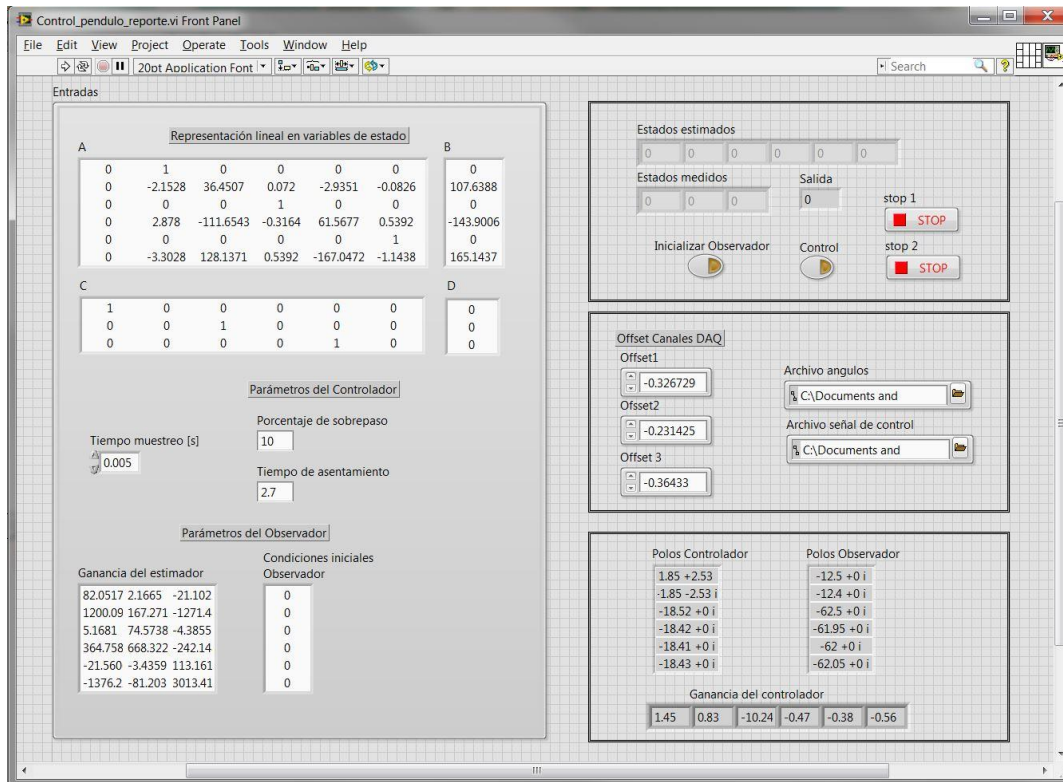 Control_pendulo_reporte.vi Front Panel
File Edit View Project Operate Tools Window Help
20pt Application Font
Search
Entradas
Representación lineal en variables de estado
A B
0 1 0 0 0 0 0
0 -2.1528 36.4507 0.072 -2.9351 -0.0826 107.6388
0 0 0 1 0 0 0
0 2.878 -111.6543 -0.3164 61.5677 0.5392 -143.9006
0 0 0 0 0 1 0
0 -3.3028 128.1371 0.5392 -167.0472 -1.1438 165.1437
C D
1 0 0 0 0 0 0
0 0 1 0 0 0 0
0 0 0 0 1 0 0
Parámetros del Controlador
Tiempo muestreo [s]
0.005
Porcentaje de sobrepaso
10
Tiempo de asentamiento
2.7
Parámetros del Observador
Ganancia del estimador
82.0517 2.1665 -21.102
1200.09 167.271 -1271.4
5.1681 74.5738 -4.3855
364.758 668.322 -242.14
-21.560 -3.4359 113.161
-1376.2 -81.203 3013.41
Condiciones iniciales
Observador
0
0
0
0
0
0
Estados estimados
0 0 0 0 0 0
Estados medidos
0 0 0
Salida
0
stop 1
STOP
Inicializar Observador
Control
stop 2
STOP
Offset Canales DAQ
Offset1
-0.326729
Ofsset2
-0.231425
Offset 3
-0.36433
Archivo angulos
C:\Documents and
Archivo señal de control
C:\Documents and
Polos Controlador
1.85 +2.53
-1.85 -2.53 i
-18.52 +0 i
-18.42 +0 i
-18.41 +0 i
-18.43 +0 i
Polos Observador
-12.5 +0 i
-12.4 +0 i
-62.5 +0 i
-61.95 +0 i
-62 +0 i
-62.05 +0 i
Ganancia del controlador
1.45 0.83 -10.24 -0.47 -0.38 -0.56